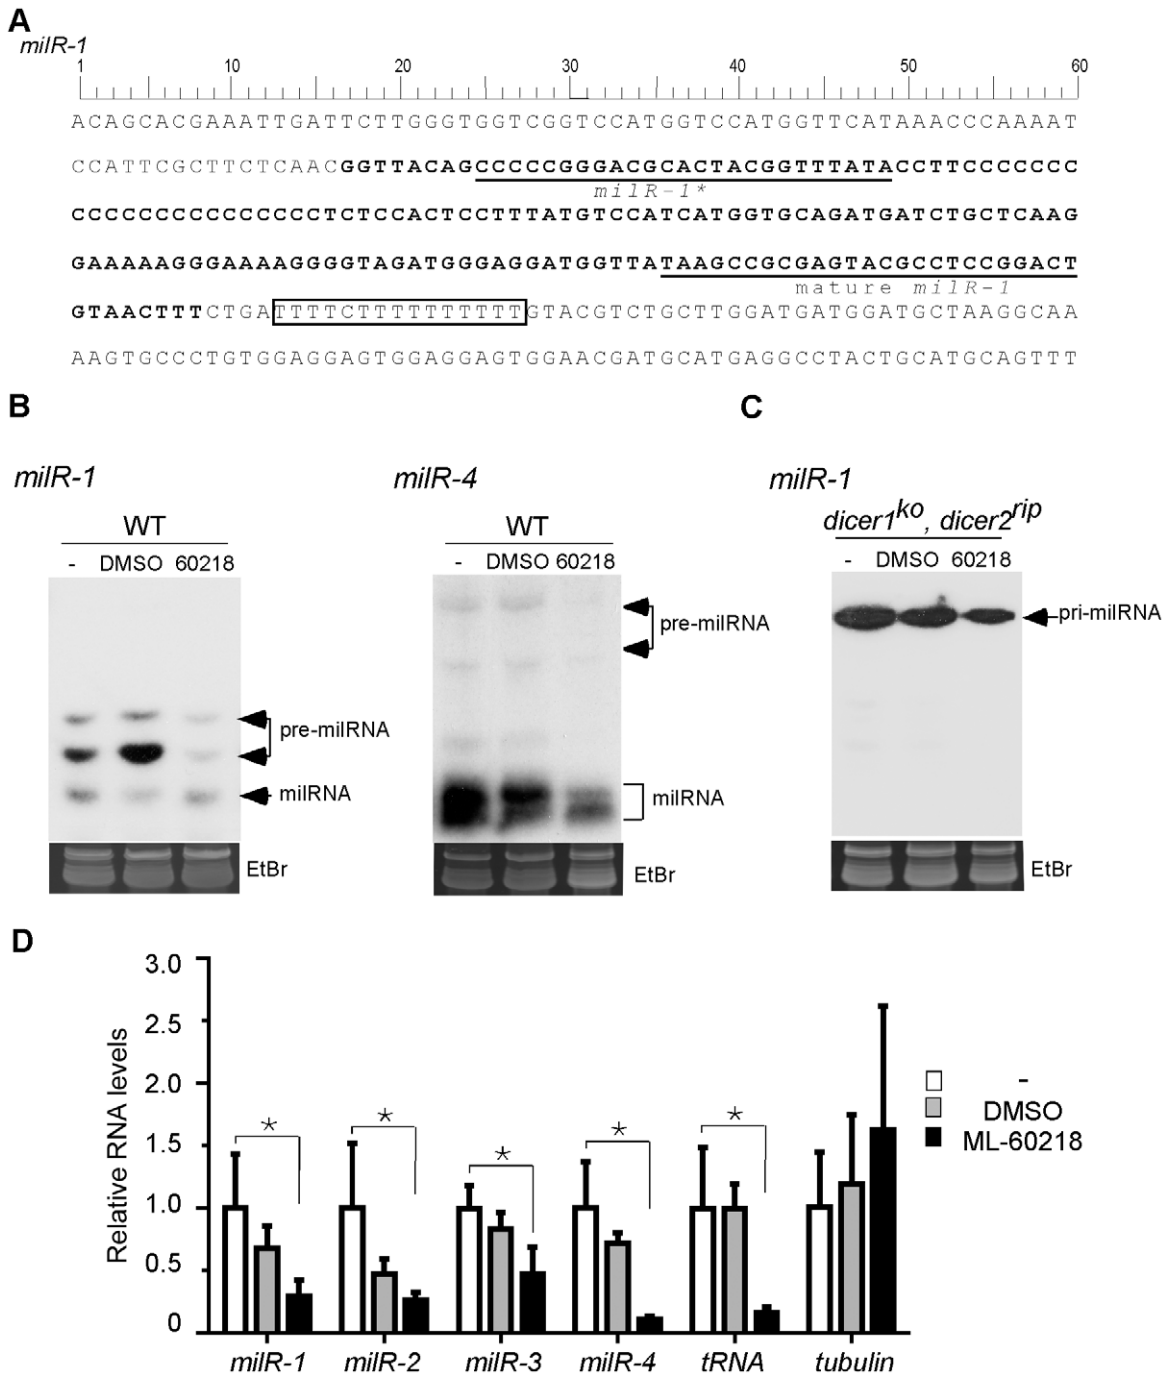 A
milR-1
1 10 20 30 40 50 60
ACAGCACGAAATTGATTCTTGGGTGGTCGGTCCATGGTCCATGGTTCATAAACCCAAAAT
CCATTCGCTTCTCAACGGTTACAGCCCCCGGGACGCACTACGGTTTATACCTTCCCCCCC
milR-1*
CCCCCCCCCCCCCCCTCTCCACTCCTTTATGTCCATCATGGTGCAGATGATCTGCTCAAG
GAAAAAGGGAAAAGGGGTAGATGGGAGGATGGTTATAAGCCGCGAGTACGCCTCCGGACT
mature milR-1
GTAACTTTCTGATTTTCTTTTTTTTTTGTACGTCTGCTTGGATGATGGATGCTAAGGCAA
AAGTGCCCTGTGGAGGAGTGGAGGAGTGGAACGATGCATGAGGCCTACTGCATGCAGTTT
B
milR-1
WT
- DMSO 60218
pre-milRNA
milRNA
EtBr
milR-4
WT
- DMSO 60218
pre-milRNA
milRNA
EtBr
C
milR-1
dicer1ko, dicer2rip
- DMSO 60218
pri-milRNA
EtBr
D
Relative RNA levels
3.0
2.5
2.0
1.5
1.0
0.5
0
* * * * *
-
DMSO
ML-60218
milR-1 milR-2 milR-3 milR-4 tRNA tubulin